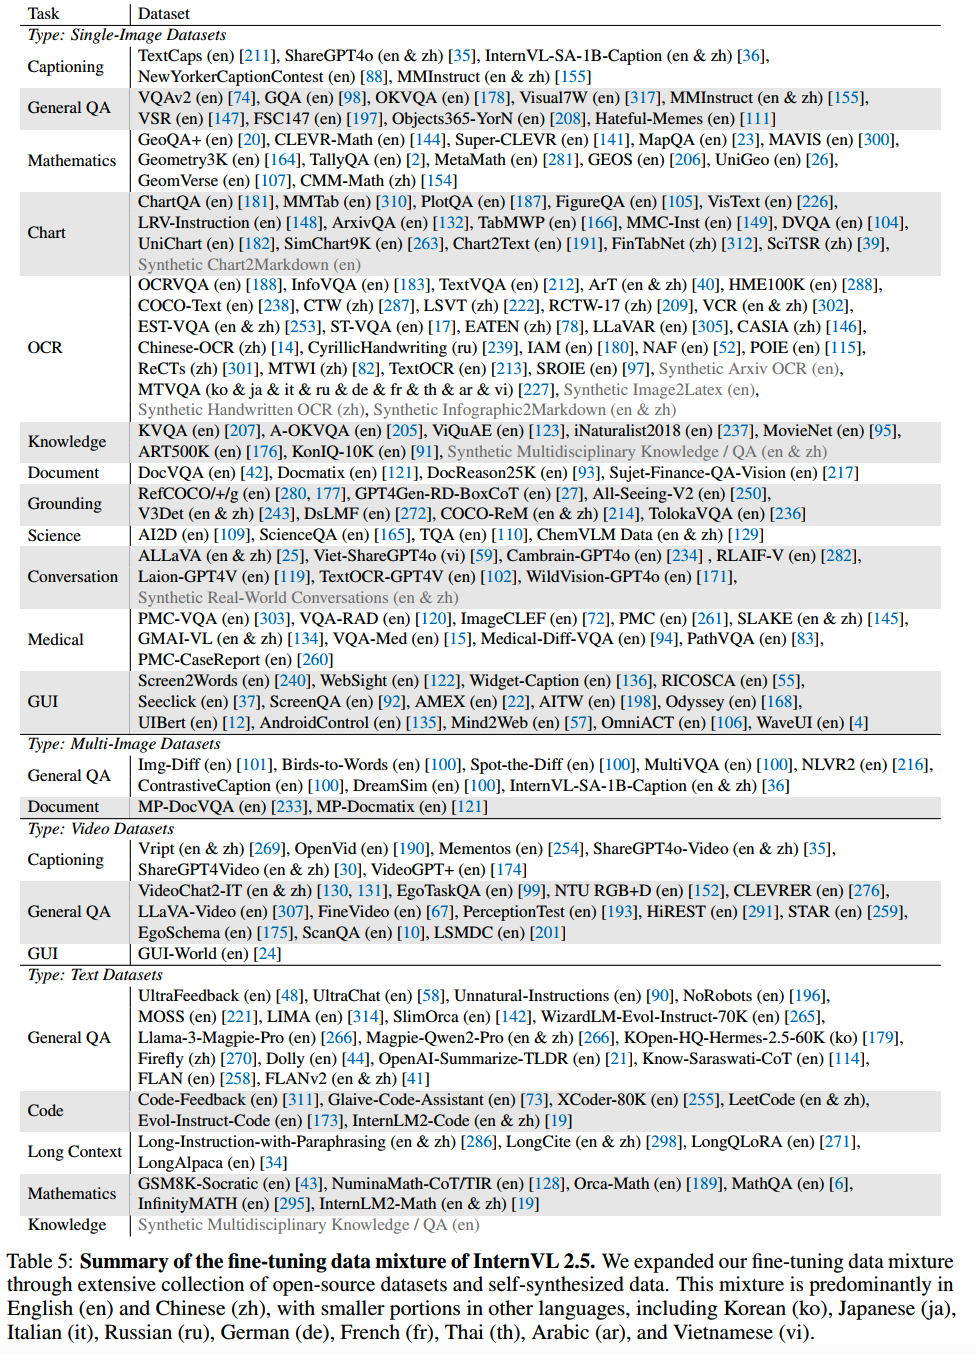 Task Dataset
Type: Single-Image Datasets
Captioning TextCaps (en) [211], ShareGPT4o (en & zh) [35], InternVL-SA-1B-Caption (en & zh) [36],
NewYorkerCaptionContest (en) [88], MMInstruct (en & zh) [155]
General QA VQAv2 (en) [74], GQA (en) [98], OKVQA (en) [178], Visual7W (en) [317], MMInstruct (en & zh) [155],
VSR (en) [147], FSC147 (en) [197], Objects365-YorN (en) [208], Hateful-Memes (en) [111]
Mathematics GeoQA+ (en) [20], CLEVR-Math (en) [144], Super-CLEVR (en) [141], MapQA (en) [23], MAVIS (en) [300],
Geometry3K (en) [164], TallyQA (en) [2], MetaMath (en) [281], GEOS (en) [206], UniGeo (en) [26],
GeomVerse (en) [107], CMM-Math (zh) [154]
Chart ChartQA (en) [181], MMTab (en) [310], PlotQA (en) [187], FigureQA (en) [105], VisText (en) [226],
LRV-Instruction (en) [148], ArxivQA (en) [132], TabMWP (en) [166], MMC-Inst (en) [149], DVQA (en) [104],
UniChart (en) [182], SimChart9K (en) [263], Chart2Text (en) [191], FinTabNet (zh) [312], SciTSR (zh) [39],
Synthetic Chart2Markdown (en)
OCR OCRVQA (en) [188], InfoVQA (en) [183], TextVQA (en) [212], ArT (en & zh) [40], HME100K (en) [288],
COCO-Text (en) [238], CTW (zh) [287], LSVT (zh) [222], RCTW-17 (zh) [209], VCR (en & zh) [302],
EST-VQA (en & zh) [253], ST-VQA (en) [17], EATEN (zh) [78], LLaVAR (en) [305], CASIA (zh) [146],
Chinese-OCR (zh) [14], CyrillicHandwriting (ru) [239], IAM (en) [180], NAF (en) [52], POIE (en) [115],
ReCTs (zh) [301], MTWI (zh) [82], TextOCR (en) [213], SROIE (en) [97], Synthetic Arxiv OCR (en),
MTVQA (ko & ja & it & ru & de & fr & th & ar & vi) [227], Synthetic Image2Latex (en),
Synthetic Handwritten OCR (zh), Synthetic Infographic2Markdown (en & zh)
Knowledge KVQA (en) [207], A-OKVQA (en) [205], ViQuAE (en) [123], iNaturalist2018 (en) [237], MovieNet (en) [95],
ART500K (en) [176], KonIQ-10K (en) [91], Synthetic Multidisciplinary Knowledge / QA (en & zh)
Document DocVQA (en) [42], Docmatix (en) [121], DocReason25K (en) [93], Sujet-Finance-QA-Vision (en) [217]
Grounding RefCOCO/+/g (en) [280, 177], GPT4Gen-RD-BoxCoT (en) [27], All-Seeing-V2 (en) [250],
V3Det (en & zh) [243], DsLMF (en) [272], COCO-ReM (en & zh) [214], TolokaVQA (en) [236]
Science AI2D (en) [109], ScienceQA (en) [165], TQA (en) [110], ChemVLM Data (en & zh) [129]
Conversation ALLaVA (en & zh) [25], Viet-ShareGPT4o (vi) [59], Cambrain-GPT4o (en) [234] , RLAIF-V (en) [282],
Laion-GPT4V (en) [119], TextOCR-GPT4V (en) [102], WildVision-GPT4o (en) [171],
Synthetic Real-World Conversations (en & zh)
Medical PMC-VQA (en) [303], VQA-RAD (en) [120], ImageCLEF (en) [72], PMC (en) [261], SLAKE (en & zh) [145],
GMAI-VL (en & zh) [134], VQA-Med (en) [15], Medical-Diff-VQA (en) [94], PathVQA (en) [83],
PMC-CaseReport (en) [260]
GUI Screen2Words (en) [240], WebSight (en) [122], Widget-Caption (en) [136], RICOSCA (en) [55],
Seeclick (en) [37], ScreenQA (en) [92], AMEX (en) [22], AITW (en) [198], Odyssey (en) [168],
UIBert (en) [12], AndroidControl (en) [135], Mind2Web (en) [57], OmniACT (en) [106], WaveUI (en) [4]
Type: Multi-Image Datasets
General QA Img-Diff (en) [101], Birds-to-Words (en) [100], Spot-the-Diff (en) [100], MultiVQA (en) [100], NLVR2 (en) [216],
ContrastiveCaption (en) [100], DreamSim (en) [100], InternVL-SA-1B-Caption (en & zh) [36]
Document MP-DocVQA (en) [233], MP-Docmatix (en) [121]
Type: Video Datasets
Captioning Vript (en & zh) [269], OpenVid (en) [190], Mementos (en) [254], ShareGPT4o-Video (en & zh) [35],
ShareGPT4Video (en & zh) [30], VideoGPT+ (en) [174]
General QA VideoChat2-IT (en & zh) [130, 131], EgoTaskQA (en) [99], NTU RGB+D (en) [152], CLEVRER (en) [276],
LLaVA-Video (en) [307], FineVideo (en) [67], PerceptionTest (en) [193], HiREST (en) [291], STAR (en) [259],
EgoSchema (en) [175], ScanQA (en) [10], LSMDC (en) [201]
GUI GUI-World (en) [24]
Type: Text Datasets
General QA UltraFeedback (en) [48], UltraChat (en) [58], Unnatural-Instructions (en) [90], NoRobots (en) [196],
MOSS (en) [221], LIMA (en) [314], SlimOrca (en) [142], WizardLM-Evol-Instruct-70K (en) [265],
Llama-3-Magpie-Pro (en) [266], Magpie-Qwen2-Pro (en & zh) [266], KOpen-HQ-Hermes-2.5-60K (ko) [179],
Firefly (zh) [270], Dolly (en) [44], OpenAI-Summarize-TLDR (en) [21], Know-Saraswati-CoT (en) [114],
FLAN (en) [258], FLANv2 (en & zh) [41]
Code Code-Feedback (en) [311], Glaive-Code-Assistant (en) [73], XCoder-80K (en) [255], LeetCode (en & zh),
Evol-Instruct-Code (en) [173], InternLM2-Code (en & zh) [19]
Long Context Long-Instruction-with-Paraphrasing (en & zh) [286], LongCite (en & zh) [298], LongQLoRA (en) [271],
LongAlpaca (en) [34]
Mathematics GSM8K-Socratic (en) [43], NuminaMath-CoT/TIR (en) [128], Orca-Math (en) [189], MathQA (en) [6],
InfinityMATH (en) [295], InternLM2-Math (en & zh) [19]
Knowledge Synthetic Multidisciplinary Knowledge / QA (en)
Table 5: Summary of the fine-tuning data mixture of InternVL 2.5. We expanded our fine-tuning data mixture
through extensive collection of open-source datasets and self-synthesized data. This mixture is predominantly in
English (en) and Chinese (zh), with smaller portions in other languages, including Korean (ko), Japanese (ja),
Italian (it), Russian (ru), German (de), French (fr), Thai (th), Arabic (ar), and Vietnamese (vi).